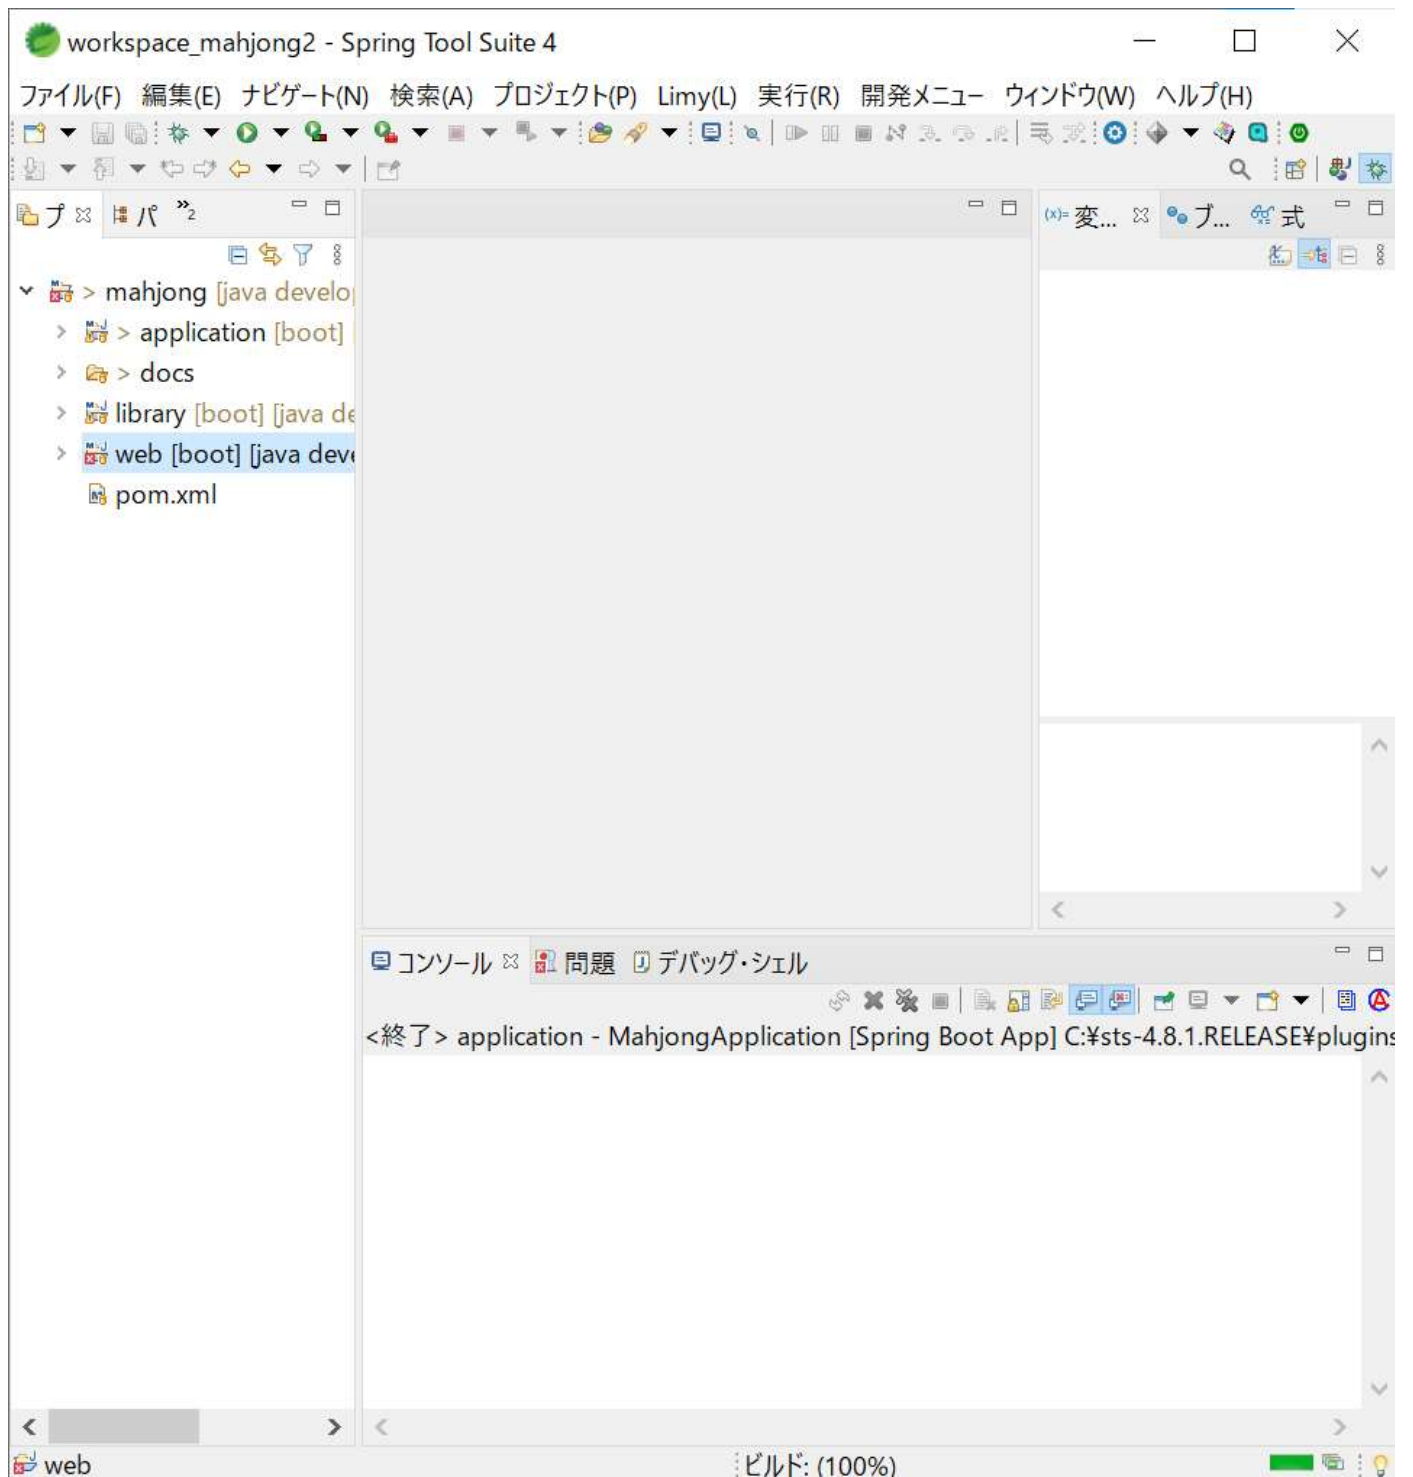 workspace_mahjong2 - Spring Tool Suite 4
ファイル(F) 編集(E) ナビゲート(N) 検索(A) プロジェクト(P) Limy(L) 実行(R) 開発メニュー ウィンドウ(W) ヘルプ(H)
プ パ »2
(x)= 変... ブ... 式
> mahjong [java develo
> application [boot]
> docs
library [boot] [java de
web [boot] [java deve
pom.xml
コンソール 問題 デバッグ・シェル
<終了> application - MahjongApplication [Spring Boot App] C:¥sts-4.8.1.RELEASE¥plugins
web
ビルド: (100%)